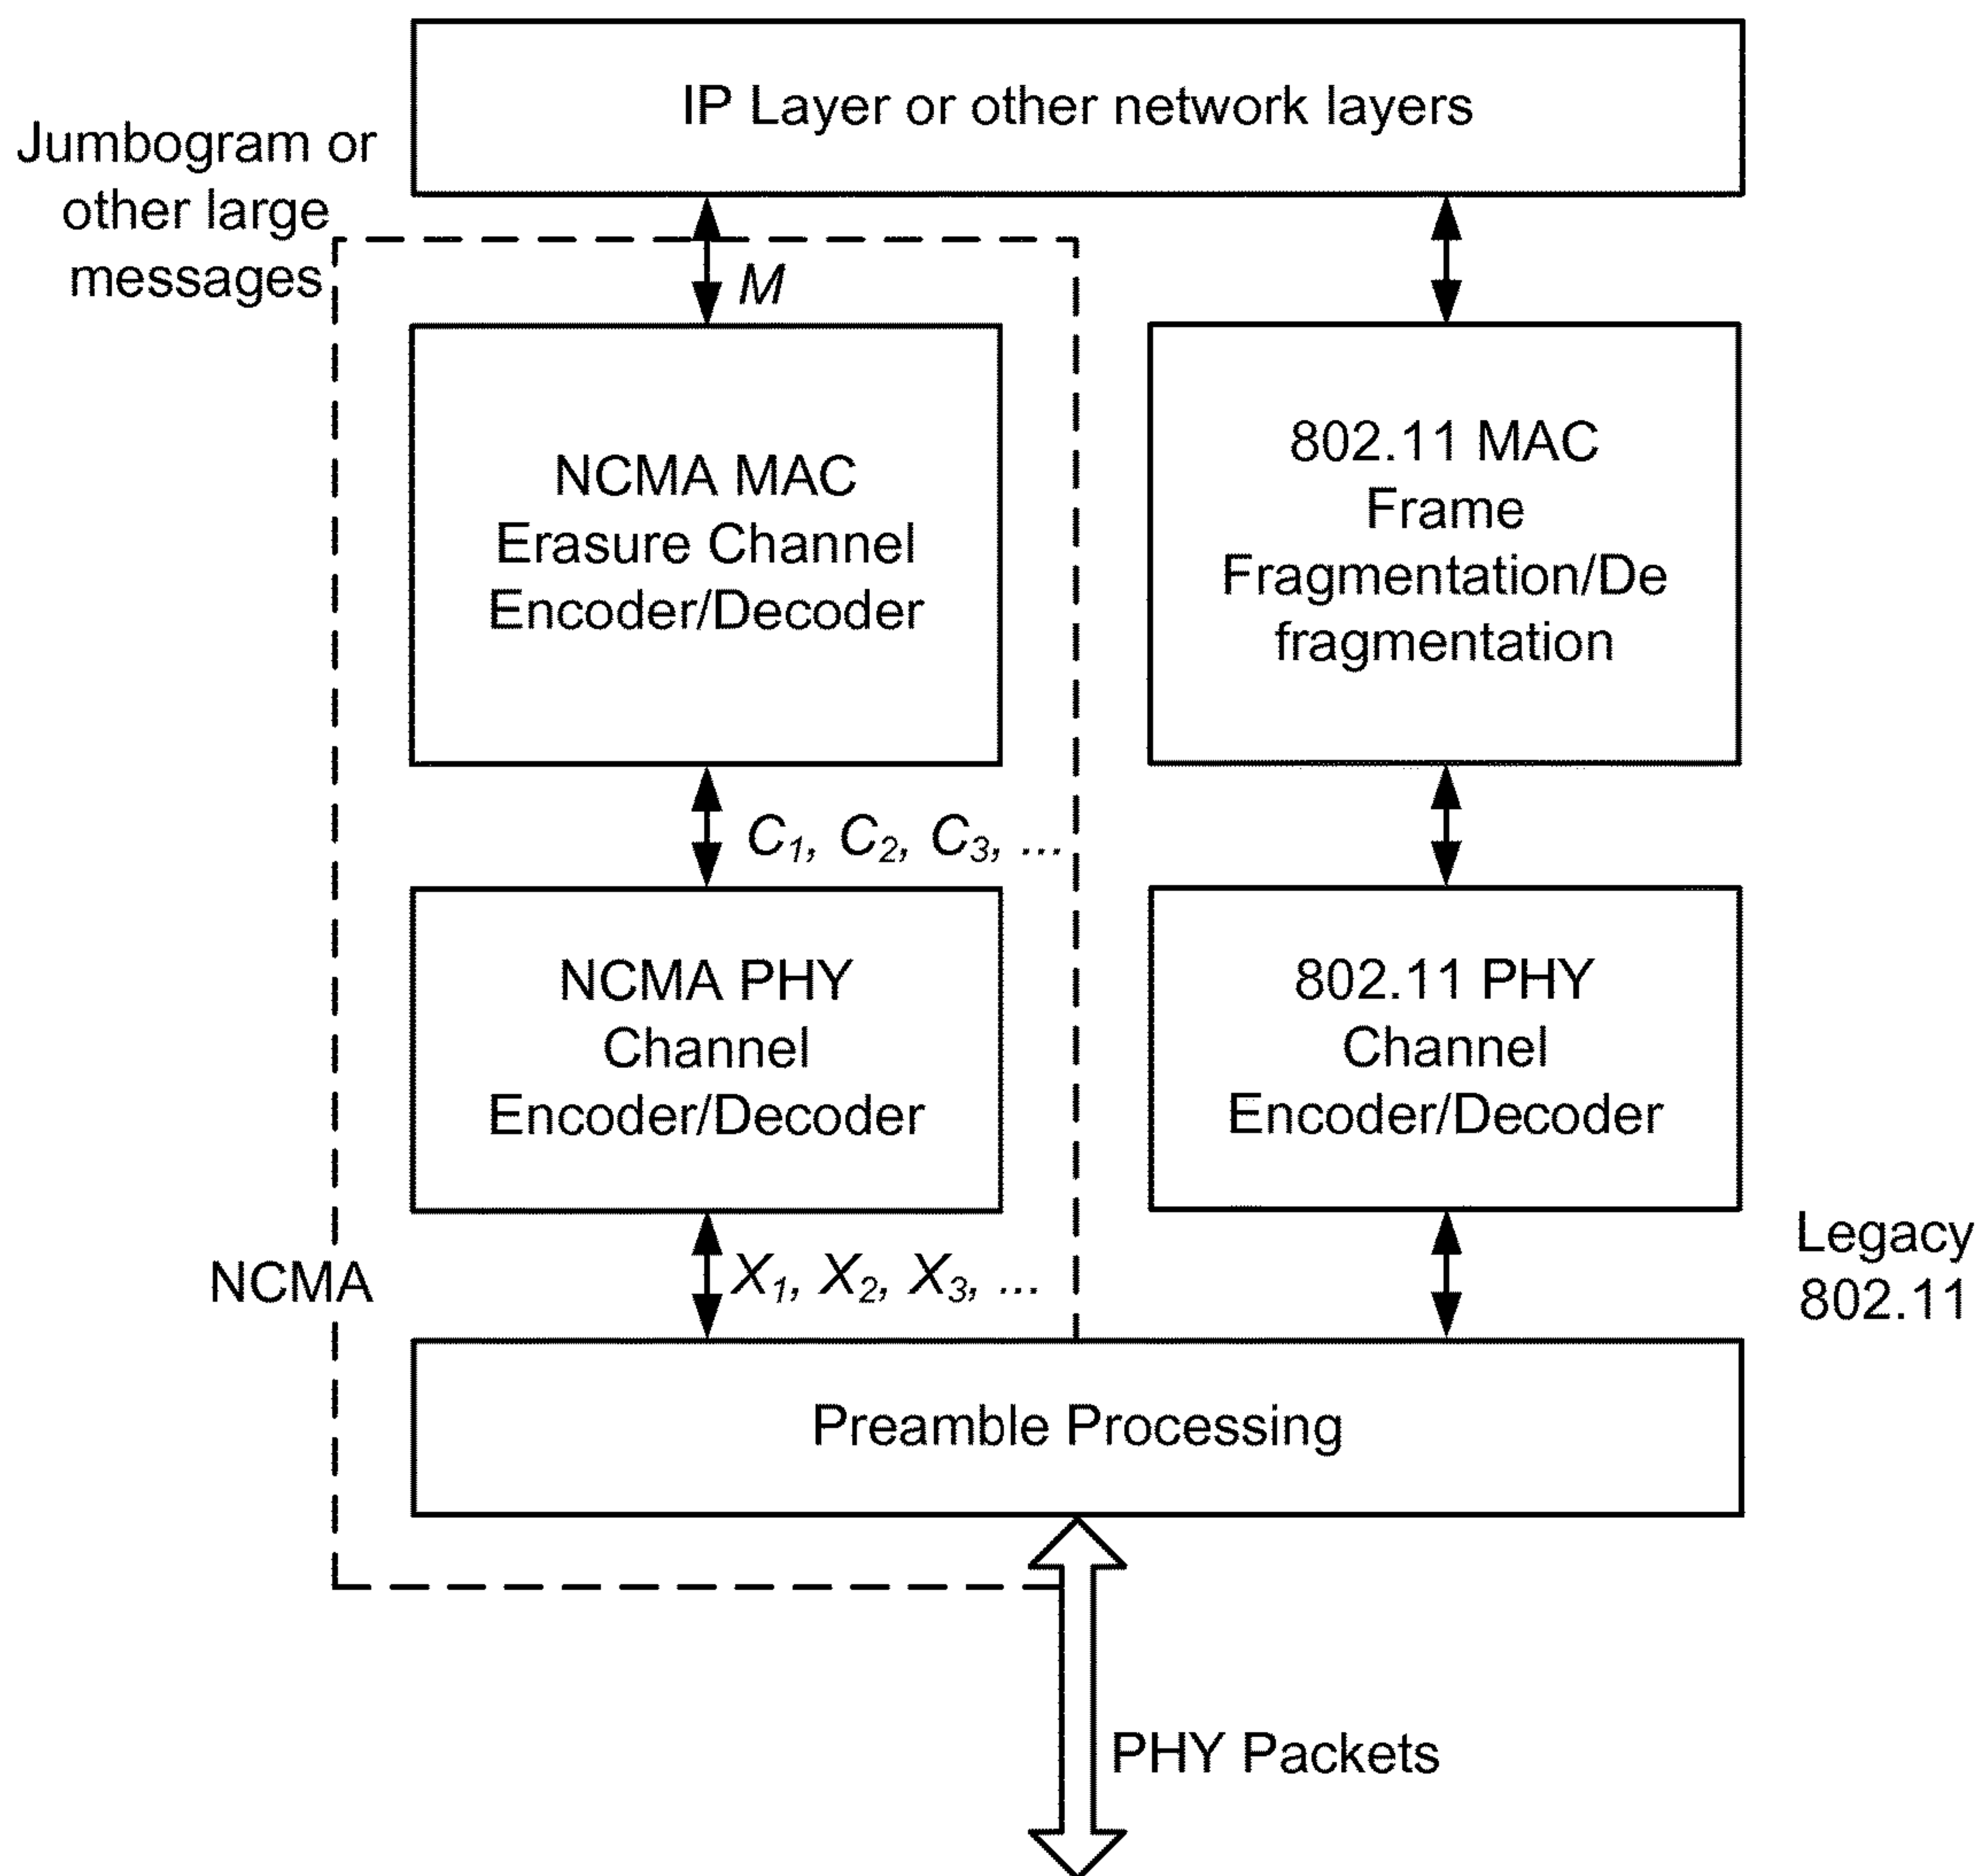 IP Layer or other network layers
Jumbogram or
other large
messages
M
NCMA MAC
Erasure Channel
Encoder/Decoder
802.11 MAC
Frame
Fragmentation/De
fragmentation
C1, C2, C3, ...
NCMA PHY
Channel
Encoder/Decoder
802.11 PHY
Channel
Encoder/Decoder
NCMA
X1, X2, X3, ...
Legacy
802.11
Preamble Processing
PHY Packets